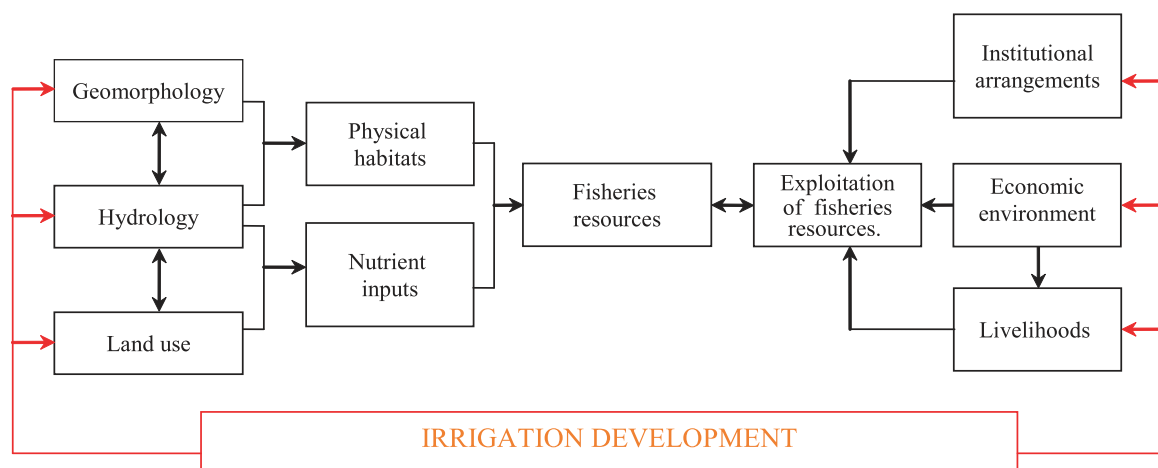 Geomorphology
Hydrology
Land use
Physical
habitats
Nutrient
inputs
Fisheries
resources
Exploitation
of fisheries
resources.
Institutional
arrangements
Economic
environment
Livelihoods
IRRIGATION DEVELOPMENT